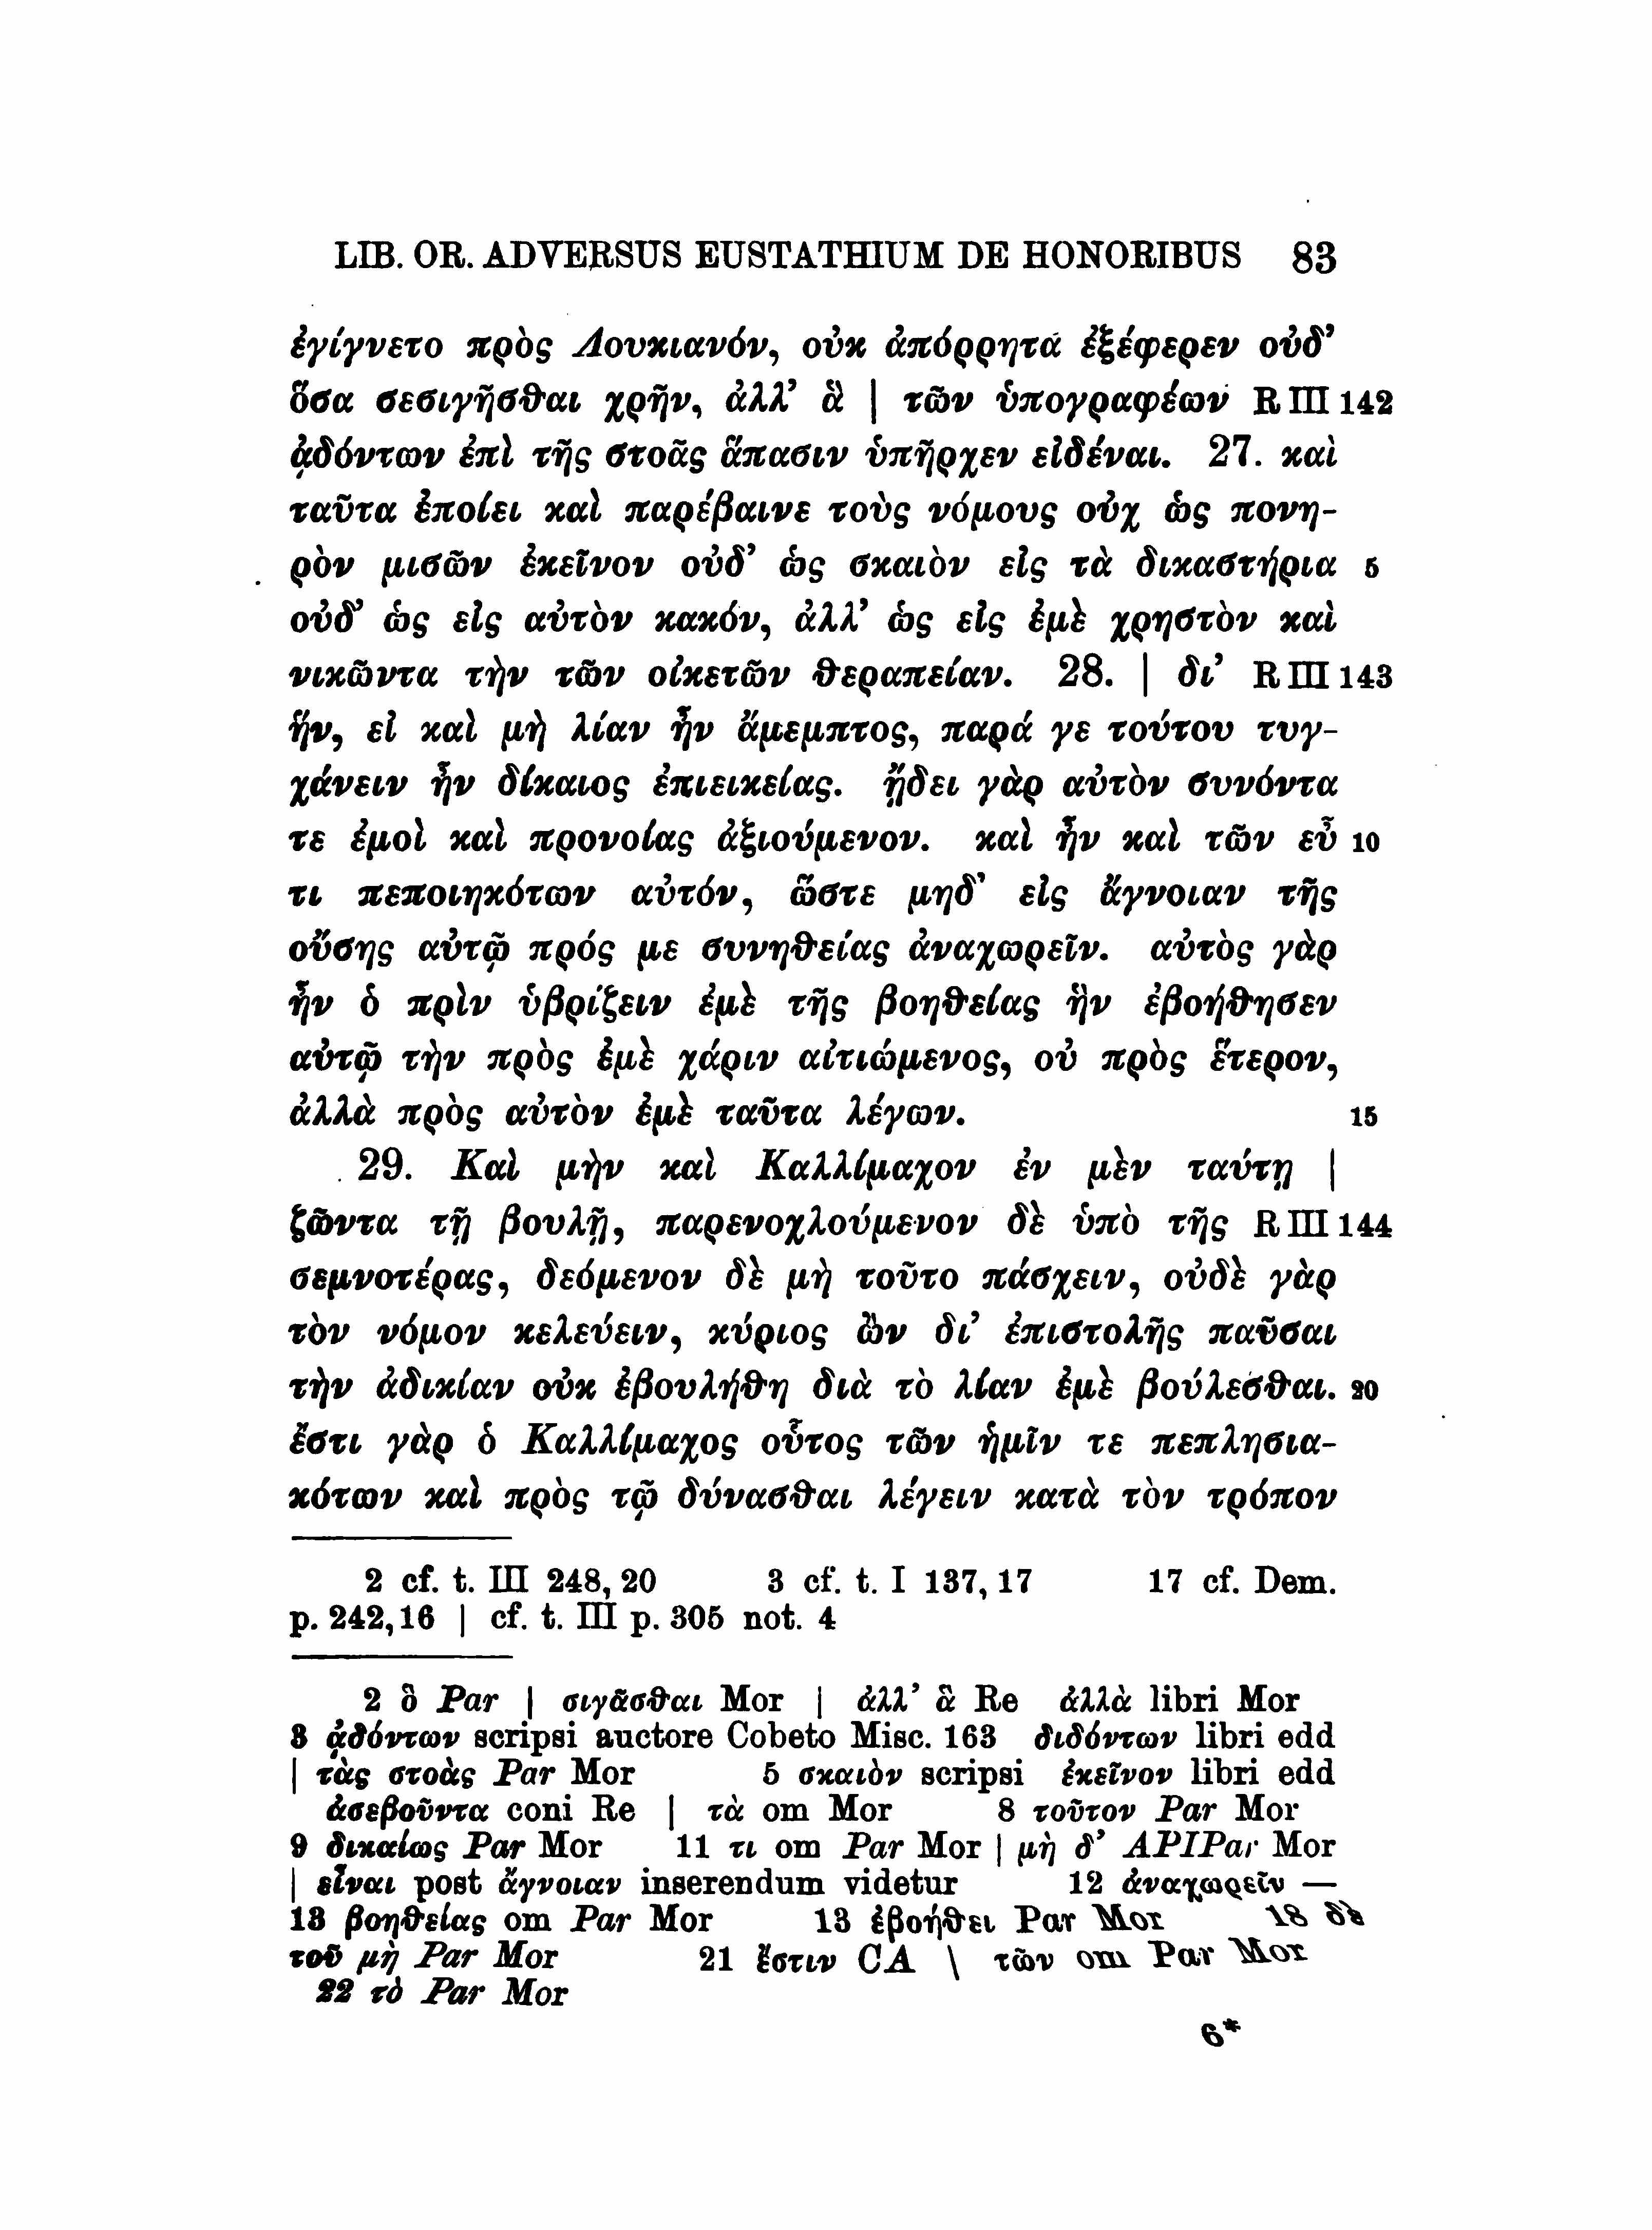 LIB. OR. ADVERSUS EUSTATHIUM DE HONORIBUS 83
ἐγίγνετο πρὸς Λουκιανόν, οὐκ ἀπόρρητά ἐξέφερεν οὐδ’
ὅσα σεσιγῆσθαι χρῆν, ἀλλ’ ἃ | τῶν ὑπογραφέων R III 142
ᾀδόντων ἐπὶ τῆς στοᾶς ἅπασιν ὑπῆρχεν εἰδέναι. 27. καὶ
ταῦτα ἐποίει καὶ παρέβαινε τοὺς νόμους οὐχ ὡς πονη-
ρὸν μισῶν ἐκεῖνον οὐδ’ ὡς σκαιὸν εἰς τὰ δικαστήρια 5
οὐδ’ ὡς εἰς αὐτὸν κακόν, ἀλλ’ ὡς εἰς ἐμὲ χρηστὸν καὶ
νικῶντα τὴν τῶν οἰκετῶν θεραπείαν. 28. | δι’ R III 143
ἥν, εἰ καὶ μὴ λίαν ἦν ἄμεμπτος, παρά γε τούτου τυγ-
χάνειν ἦν δίκαιος ἐπιεικείας. ᾔδει γὰρ αὐτὸν συνόντα
τε ἐμοὶ καὶ προνοίας ἀξιούμενον. καὶ ἦν καὶ τῶν εὖ 10
τι πεποιηκότων αὐτόν, ὥστε μηδ’ εἰς ἄγνοιαν τῆς
οὔσης αὐτῷ πρός με συνηθείας ἀναχωρεῖν. αὐτὸς γὰρ
ἦν ὁ πρὶν ὑβρίζειν ἐμὲ τῆς βοηθείας ἣν ἐβοήθησεν
αὐτῷ τὴν πρὸς ἐμὲ χάριν αἰτιώμενος, οὐ πρὸς ἕτερον,
ἀλλὰ πρὸς αὐτὸν ἐμὲ ταῦτα λέγων. 15
29. Καὶ μὴν καὶ Καλλίμαχον ἐν μὲν ταύτῃ |
ζῶντα τῇ βουλῇ, παρενοχλούμενον δὲ ὑπὸ τῆς R III 144
σεμνοτέρας, δεόμενον δὲ μὴ τοῦτο πάσχειν, οὐδὲ γὰρ
τὸν νόμον κελεύειν, κύριος ὢν δι’ ἐπιστολῆς παῦσαι
τὴν ἀδικίαν οὐκ ἐβουλήθη διὰ τὸ λίαν ἐμὲ βούλεσθαι. 20
ἔστι γὰρ ὁ Καλλίμαχος οὗτος τῶν ἡμῖν τε πεπλησια-
κότων καὶ πρὸς τῷ δύνασθαι λέγειν κατὰ τὸν τρόπον
2 cf. t. III 248, 20 3 cf. t. I 137, 17 17 cf. Dem.
p. 242, 16 | cf. t. III p. 305 not. 4
2 ὃ Par | σιγᾶσθαι Mor | ἀλλ’ ἃ Re ἀλλὰ libri Mor
3 ᾀδόντων scripsi auctore Cobeto Misc. 163 διδόντων libri edd
| τὰς στοὰς Par Mor 5 σκαιὸν scripsi ἐκεῖνον libri edd
ἀσεβοῦντα coni Re | τὰ om Mor 8 τοῦτον Par Mor
9 δικαίως Par Mor 11 τι om Par Mor | μὴ δ’ APIPar Mor
| εἶναι post ἄγνοιαν inserendum videtur 12 ἀναχωρεῖν —
13 βοηθείας om Par Mor 13 ἐβοήθει Par Mor 18 δὲ
τοῦ μὴ Par Mor 21 ἔστιν CA \ τῶν om Par Mor
22 τὸ Par Mor
6*